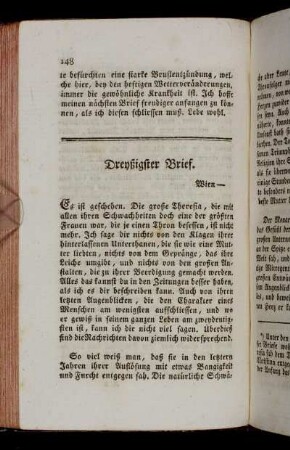 248
te befürchten eine starke Brustentzündung, wel-
che hier, bey den heftigen Wetterveränderungen,
immer die gewöhnliche Krankheit ist. Ich hoffe
meinen nächsten Brief freudiger anfangen zu kön-
nen, als ich diesen schliessen muß. Lebe wohl.
Dreyßigster Brief.
Wien —
Es ist geschehen. Die große Theresia, die mit
allen ihren Schwachheiten doch eine der größten
Frauen war, die je einen Thron besessen, ist nicht
mehr. Ich sage dir nichts von den Klagen ihrer
hinterlassenen Unterthanen, die sie wie eine Mut-
ter liebten, nichts von dem Gepränge, das ihre
Leiche umgibt, und nichts von den großen An-
stalten, die zu ihrer Beerdigung gemacht werden.
Alles das kannst du in den Zeitungen besser haben,
als ich es dir beschreiben kann. Auch von ihren
letzten Augenblicken, die den Charakter eines
Menschen am wenigsten aufschliessen, und wo
er gewiß in seinem ganzen Leben am zweydeutig-
sten ist, kann ich dir nicht viel sagen. Überdieß
sind die Nachrichten davon ziemlich widersprechend.
So viel weiß man, daß sie in den letztern
Jahren ihrer Auflösung mit etwas Bangigkeit
und Furcht entgegen sah. Die natürliche Schwä-